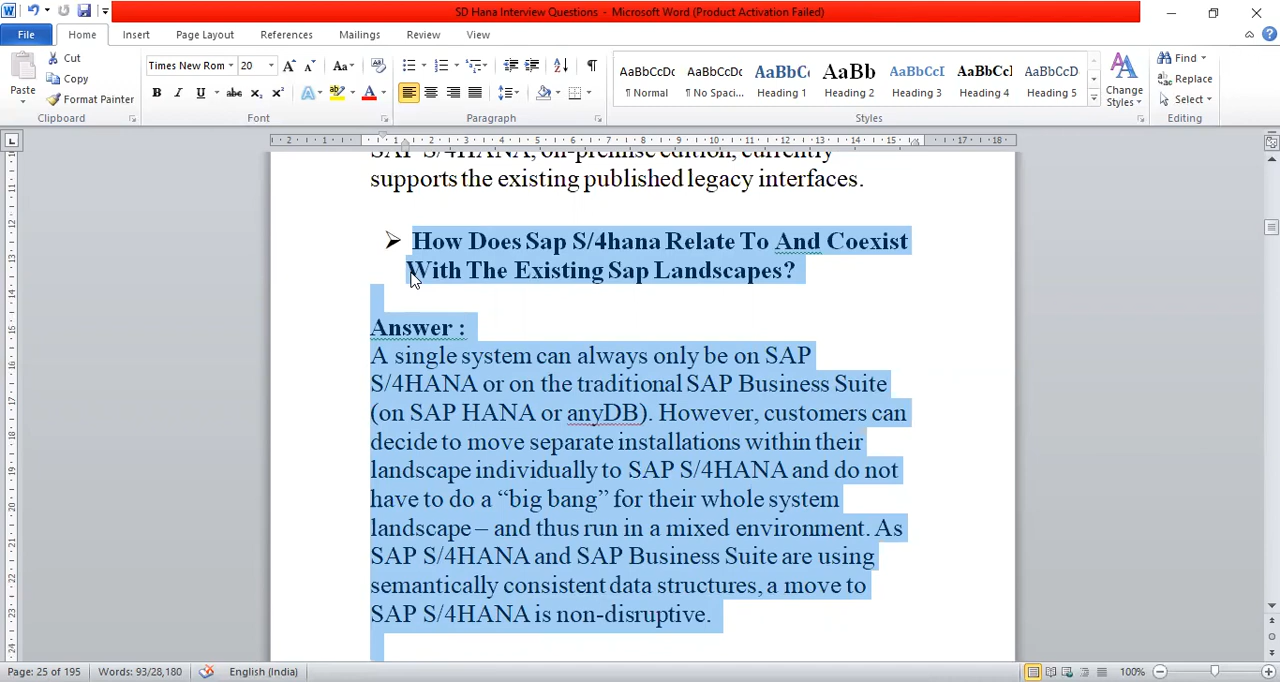 SD Hana Interview Questions - Microsoft Word (Product Activation Failed)
File Home Insert Page Layout References Mailings Review View
Paste Cut Copy Format Painter Clipboard
Times New Rom 20 Font
Paragraph
AaBbCcDc AaBbCcDc AaBbC AaBb AaBbCcI AaBbCcI AaBbCcD
¶ Normal ¶ No Spaci... Heading 1 Heading 2 Heading 3 Heading 4 Heading 5 Styles
Change Styles
Find Replace Select Editing
SAP S/4HANA, on-premise edition, currently
supports the existing published legacy interfaces.
➢ How Does Sap S/4hana Relate To And Coexist
With The Existing Sap Landscapes?
Answer :
A single system can always only be on SAP
S/4HANA or on the traditional SAP Business Suite
(on SAP HANA or anyDB). However, customers can
decide to move separate installations within their
landscape individually to SAP S/4HANA and do not
have to do a “big bang” for their whole system
landscape – and thus run in a mixed environment. As
SAP S/4HANA and SAP Business Suite are using
semantically consistent data structures, a move to
SAP S/4HANA is non-disruptive.
Page: 25 of 195 Words: 93/28,180 English (India) 100%